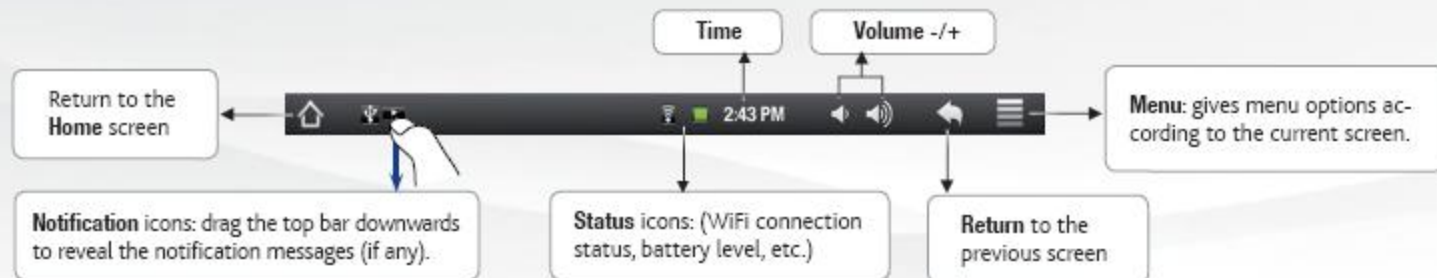 Time
Volume -/+
Return to the
Home screen
2:43 PM
Menu: gives menu options ac-
cording to the current screen.
Notification icons: drag the top bar downwards
to reveal the notification messages (if any).
Status icons: (WiFi connection
status, battery level, etc.)
Return to the
previous screen